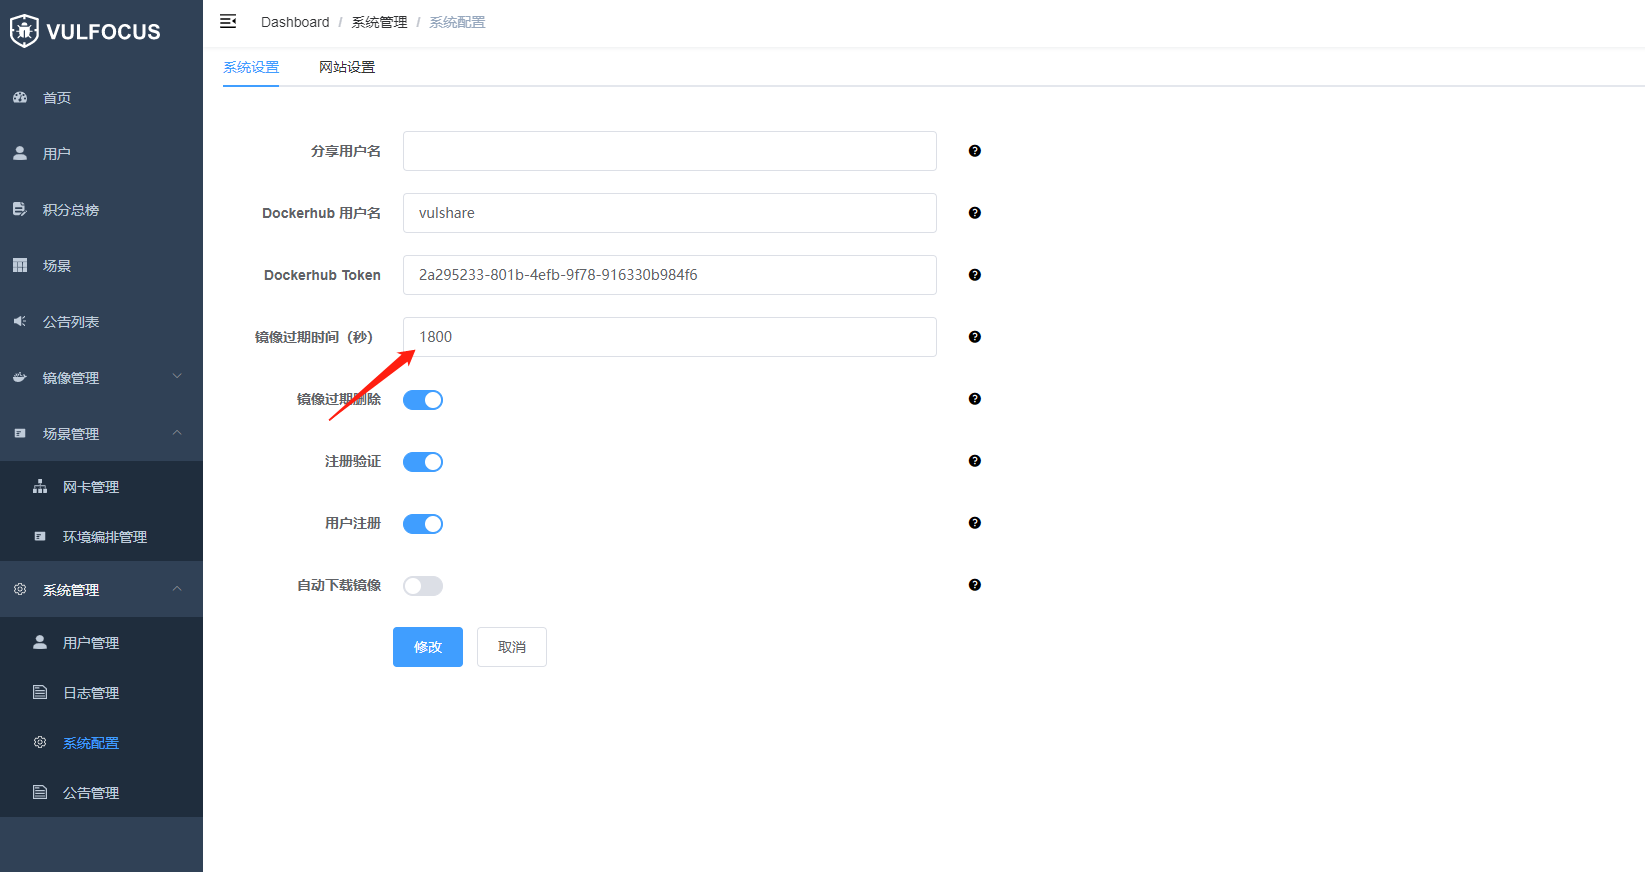 VULFOCUS
首页
用户
积分总榜
场景
公告列表
镜像管理
场景管理
网卡管理
环境编排管理
系统管理
用户管理
日志管理
系统配置
公告管理
Dashboard / 系统管理 / 系统配置
系统设置 网站设置
分享用户名
Dockerhub 用户名 vulshare
Dockerhub Token 2a295233-801b-4efb-9f78-916330b984f6
镜像过期时间（秒） 1800
镜像过期删除
注册验证
用户注册
自动下载镜像
修改 取消